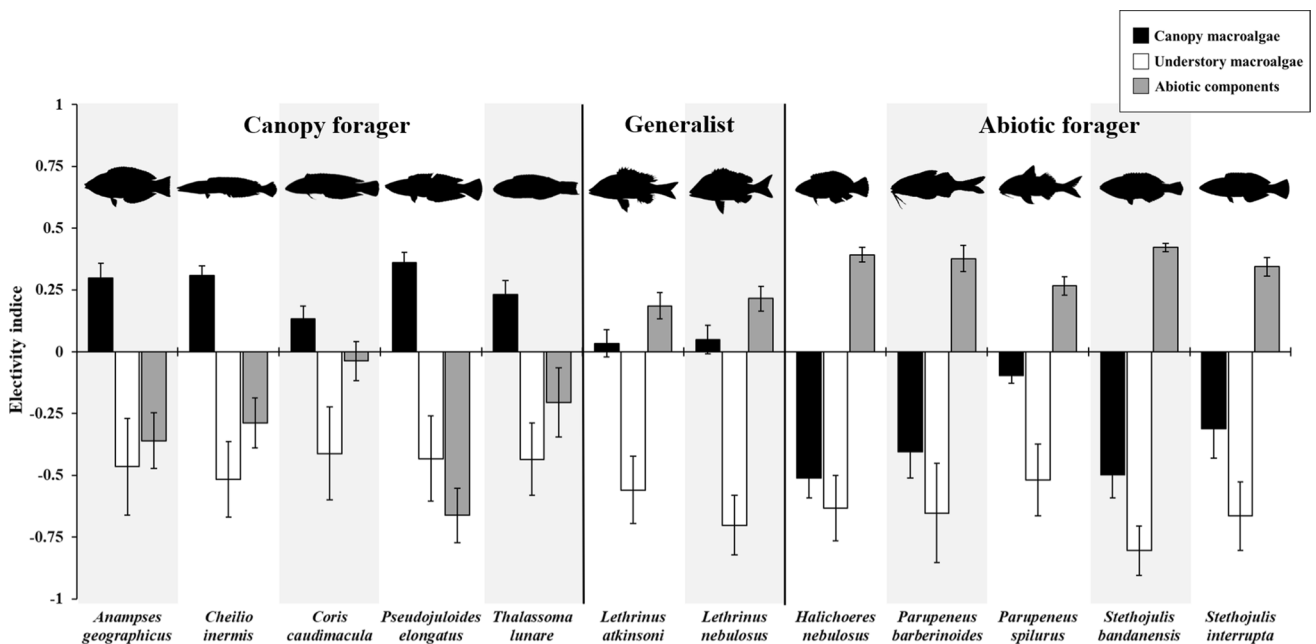 Canopy macroalgae
Understory macroalgae
Abiotic components
Canopy forager
Generalist
Abiotic forager
Electivity indice
1
0.75
0.5
0.25
0
-0.25
-0.5
-0.75
-1
Anampses
geographicus
Cheilio
inermis
Coris
caudimacula
Pseudojuloides
elongatus
Thalassoma
lunare
Lethrinus
atkinsoni
Lethrinus
nebulosus
Halichoeres
nebulosus
Parupeneus
barberinoides
Parupeneus
spilurus
Stethojulis
bandanensis
Stethojulis
interrupta